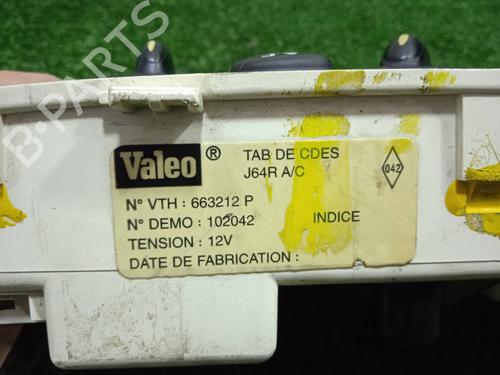 Valeo ®
TAB DE CDES
J64R A/C
042
N° VTH : 663212 P
N° DEMO : 102042
INDICE
TENSION : 12V
DATE DE FABRICATION :
B-PARTS